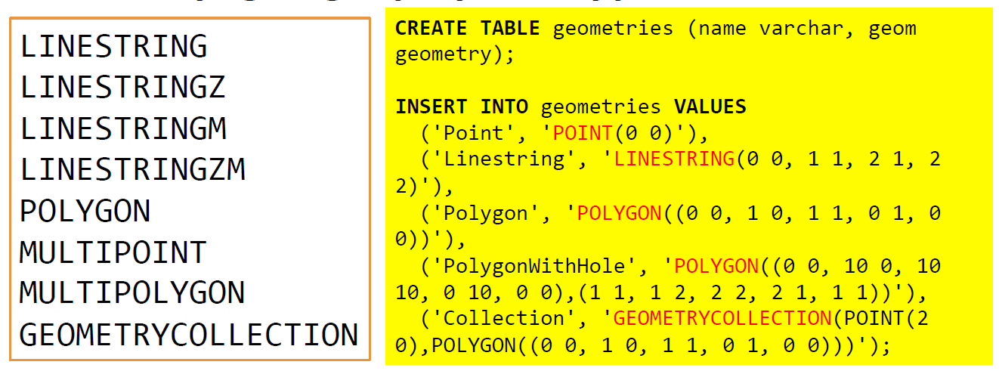 LINESTRING
LINESTRINGZ
LINESTRINGM
LINESTRINGZM
POLYGON
MULTIPOINT
MULTIPOLYGON
GEOMETRYCOLLECTION
CREATE TABLE geometries (name varchar, geom
geometry);
INSERT INTO geometries VALUES
('Point', 'POINT(0 0)'),
('Linestring', 'LINESTRING(0 0, 1 1, 2 1, 2
2)'),
('Polygon', 'POLYGON((0 0, 1 0, 1 1, 0 1, 0
0))'),
('PolygonWithHole', 'POLYGON((0 0, 10 0, 10
10, 0 10, 0 0),(1 1, 1 2, 2 2, 2 1, 1 1))'),
('Collection', 'GEOMETRYCOLLECTION(POINT(2
0),POLYGON((0 0, 1 0, 1 1, 0 1, 0 0)))');